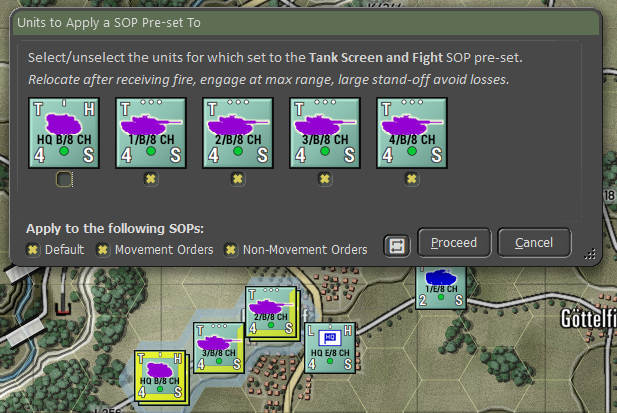 Units to Apply a SOP Pre-set To
Select/unselect the units for which set to the Tank Screen and Fight SOP pre-set.
Relocate after receiving fire, engage at max range, large stand-off avoid losses.
T H
HQ B/8 CH
4 S
T
1/B/8 CH
4 S
T
2/B/8 CH
4 S
T
3/B/8 CH
4 S
T
4/B/8 CH
4 S
Apply to the following SOPs:
Default Movement Orders Non-Movement Orders
Proceed
Cancel
18
1/E/8 CH
2 S
T
2/B/8 CH
4 S
T
3/B/8 CH
4 S
L H
HQ
HQ E/8 CH
4 S
T H
HQ B/8 CH
4 S
Göttelfi
L256